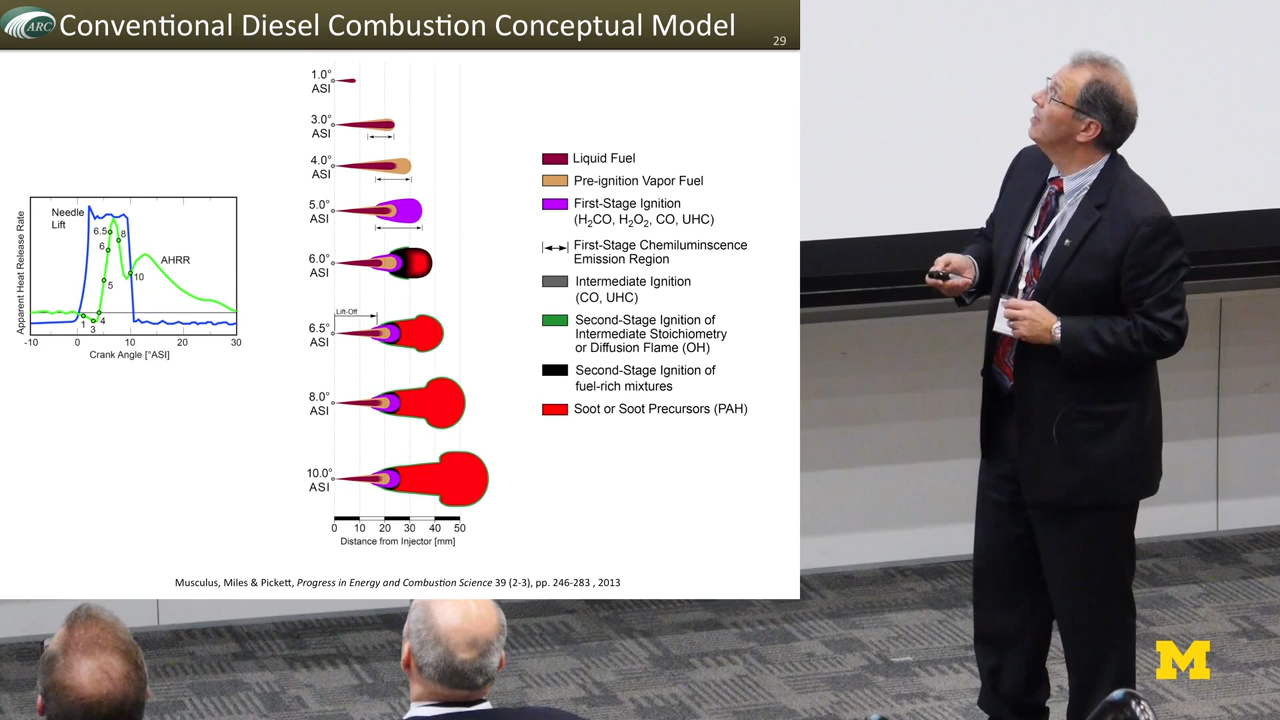 ARC
Conventional Diesel Combustion Conceptual Model
29
Apparent Heat Release Rate
Needle
Lift
AHRR
6.5
8
6
5
10
1
3
4
-10 0 10 20 30
Crank Angle [°ASI]
1.0°
ASI
3.0°
ASI
4.0°
ASI
5.0°
ASI
6.0°
ASI
Lift-Off
6.5°
ASI
8.0°
ASI
10.0°
ASI
0 10 20 30 40 50
Distance from Injector [mm]
Liquid Fuel
Pre-ignition Vapor Fuel
First-Stage Ignition
(H₂CO, H₂O₂, CO, UHC)
First-Stage Chemiluminscence
Emission Region
Intermediate Ignition
(CO, UHC)
Second-Stage Ignition of
Intermediate Stoichiometry
or Diffusion Flame (OH)
Second-Stage Ignition of
fuel-rich mixtures
Soot or Soot Precursors (PAH)
Musculus, Miles & Pickett, Progress in Energy and Combustion Science 39 (2-3), pp. 246-283 , 2013
M